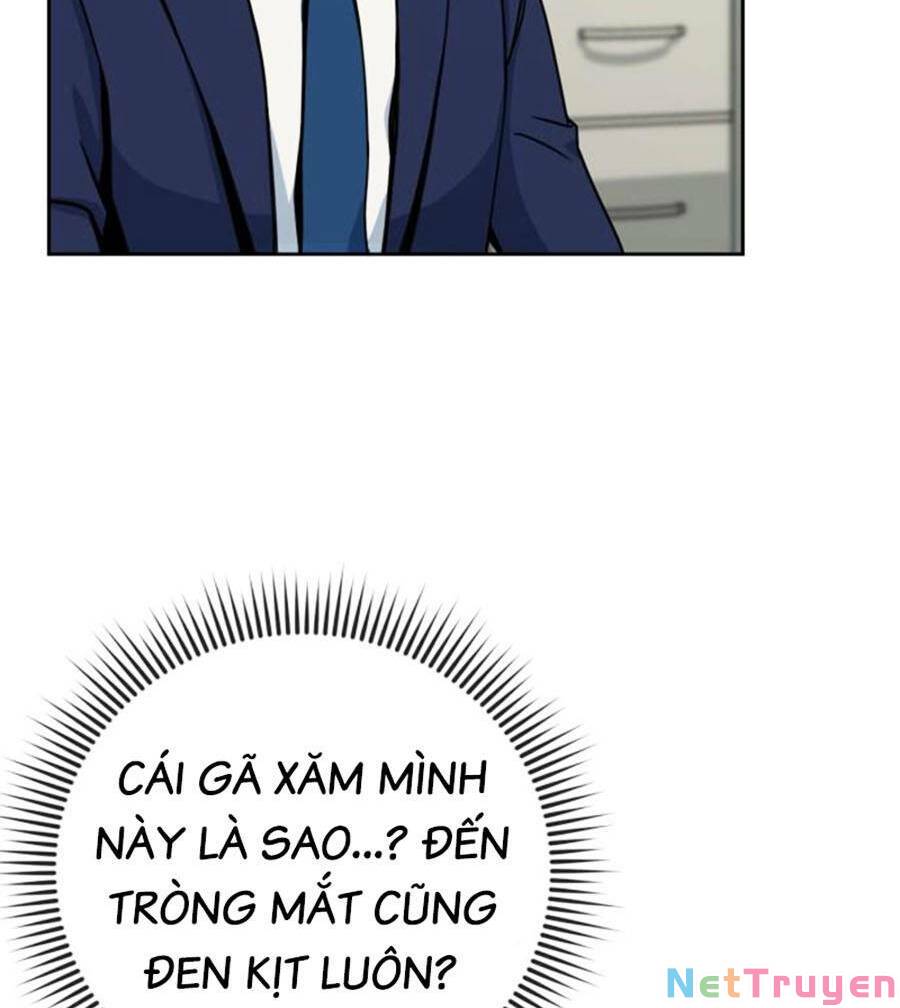 CÁI GÃ XĂM MÌNH
NÀY LÀ SAO...? ĐẾN
TRÒNG MẮT CŨNG
ĐEN KỊT LUÔN?
NetTruyen